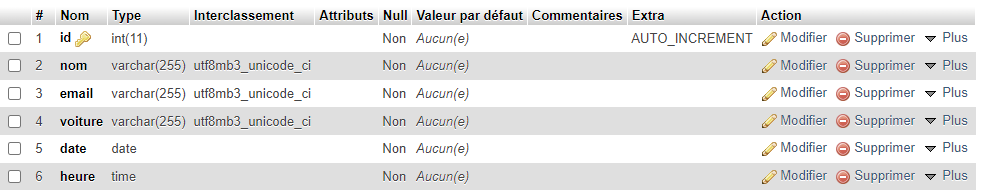 # Nom Type Interclassement Attributs Null Valeur par défaut Commentaires Extra Action
1 id int(11) Non Aucun(e) AUTO_INCREMENT Modifier Supprimer Plus
2 nom varchar(255) utf8mb3_unicode_ci Non Aucun(e) Modifier Supprimer Plus
3 email varchar(255) utf8mb3_unicode_ci Non Aucun(e) Modifier Supprimer Plus
4 voiture varchar(255) utf8mb3_unicode_ci Non Aucun(e) Modifier Supprimer Plus
5 date date Non Aucun(e) Modifier Supprimer Plus
6 heure time Non Aucun(e) Modifier Supprimer Plus